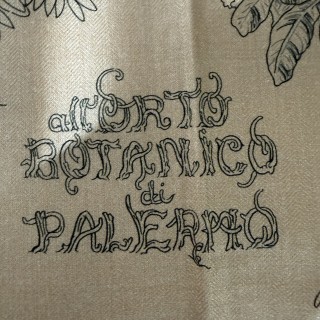 all'ORTO
BOTANICO
di
PALERMO